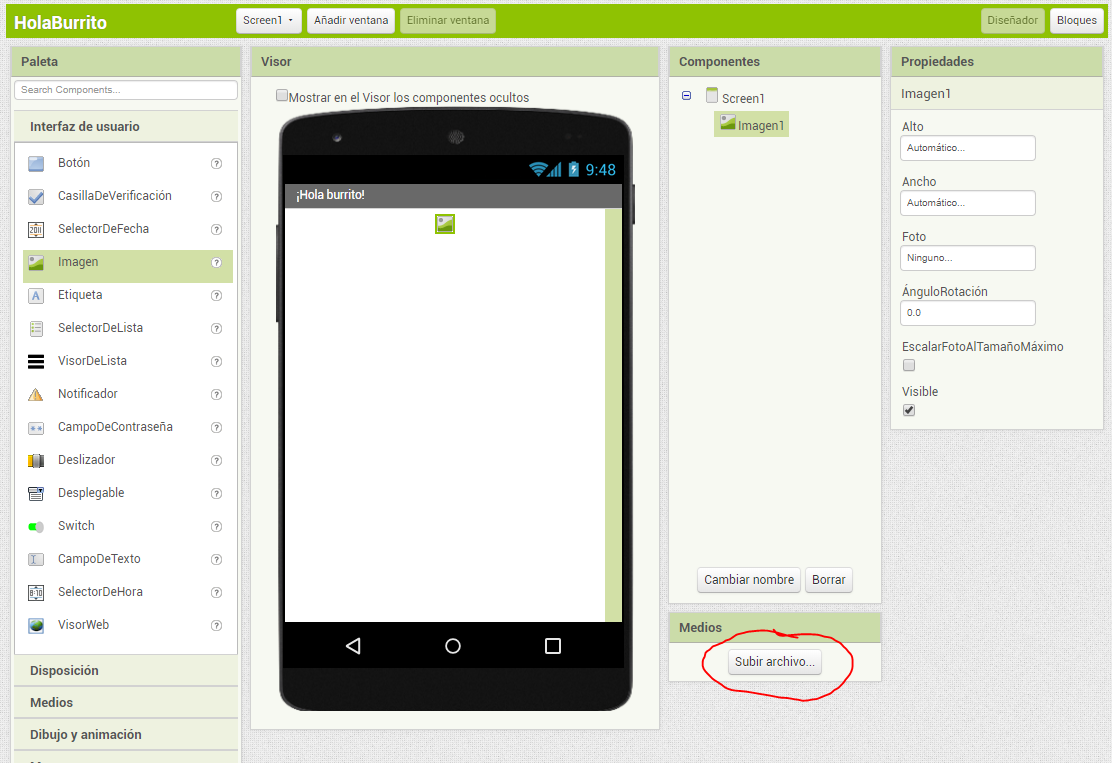 HolaBurrito
Screen1
Añadir ventana
Eliminar ventana
Diseñador
Bloques
Paleta
Search Components...
Interfaz de usuario
Botón
CasillaDeVerificación
SelectorDeFecha
Imagen
Etiqueta
SelectorDeLista
VisorDeLista
Notificador
CampoDeContraseña
Deslizador
Desplegable
Switch
CampoDeTexto
SelectorDeHora
VisorWeb
Disposición
Medios
Dibujo y animación
Visor
Mostrar en el Visor los componentes ocultos
9:48
¡Hola burrito!
Componentes
Screen1
Imagen1
Cambiar nombre
Borrar
Medios
Subir archivo...
Propiedades
Imagen1
Alto
Automático...
Ancho
Automático...
Foto
Ninguno...
ÁnguloRotación
0.0
EscalarFotoAlTamañoMáximo
Visible